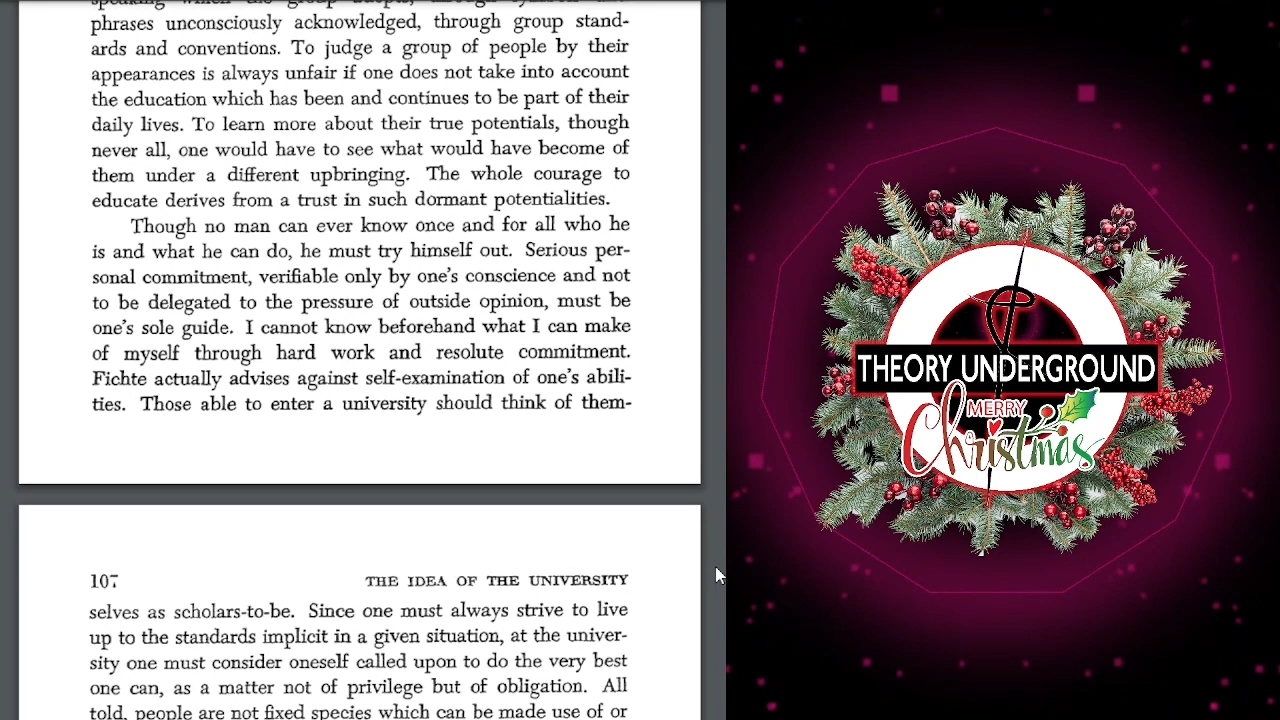 speaking which the group adopts, through
phrases unconsciously acknowledged, through group stand-
ards and conventions. To judge a group of people by their
appearances is always unfair if one does not take into account
the education which has been and continues to be part of their
daily lives. To learn more about their true potentials, though
never all, one would have to see what would have become of
them under a different upbringing. The whole courage to
educate derives from a trust in such dormant potentialities.
Though no man can ever know once and for all who he
is and what he can do, he must try himself out. Serious per-
sonal commitment, verifiable only by one's conscience and not
to be delegated to the pressure of outside opinion, must be
one's sole guide. I cannot know beforehand what I can make
of myself through hard work and resolute commitment.
Fichte actually advises against self-examination of one's abili-
ties. Those able to enter a university should think of them-
107 THE IDEA OF THE UNIVERSITY
selves as scholars-to-be. Since one must always strive to live
up to the standards implicit in a given situation, at the univer-
sity one must consider oneself called upon to do the very best
one can, as a matter not of privilege but of obligation. All
told, people are not fixed species which can be made use of or
THEORY UNDERGROUND
MERRY
Christmas